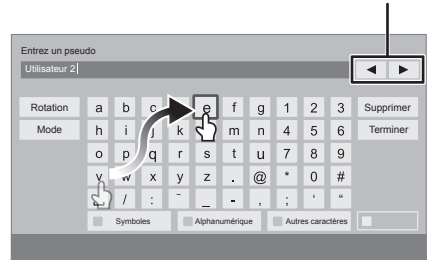 Entrez un pseudo
Utilisateur 2
Rotation a b c e f g 1 2 3 Supprimer
Mode h i j k m n 4 5 6 Terminer
o p q r s t u 7 8 9
v w x y z . @ * 0 #
/ : ¯ _ - , ; ‘ “
Symboles Alphanumérique Autres caractères